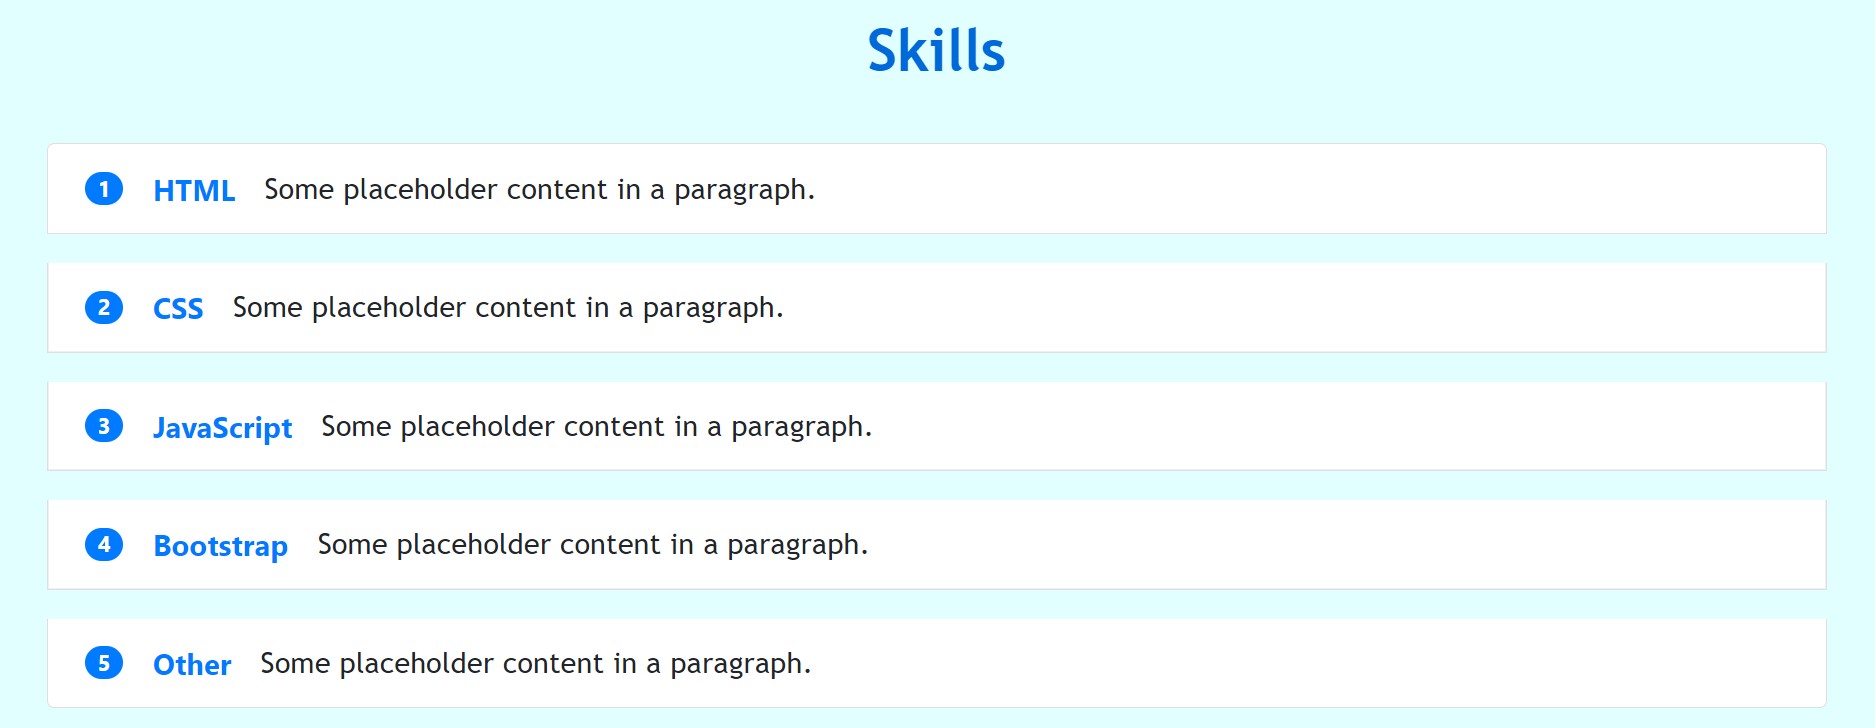 Skills
1 HTML Some placeholder content in a paragraph.
2 CSS Some placeholder content in a paragraph.
3 JavaScript Some placeholder content in a paragraph.
4 Bootstrap Some placeholder content in a paragraph.
5 Other Some placeholder content in a paragraph.